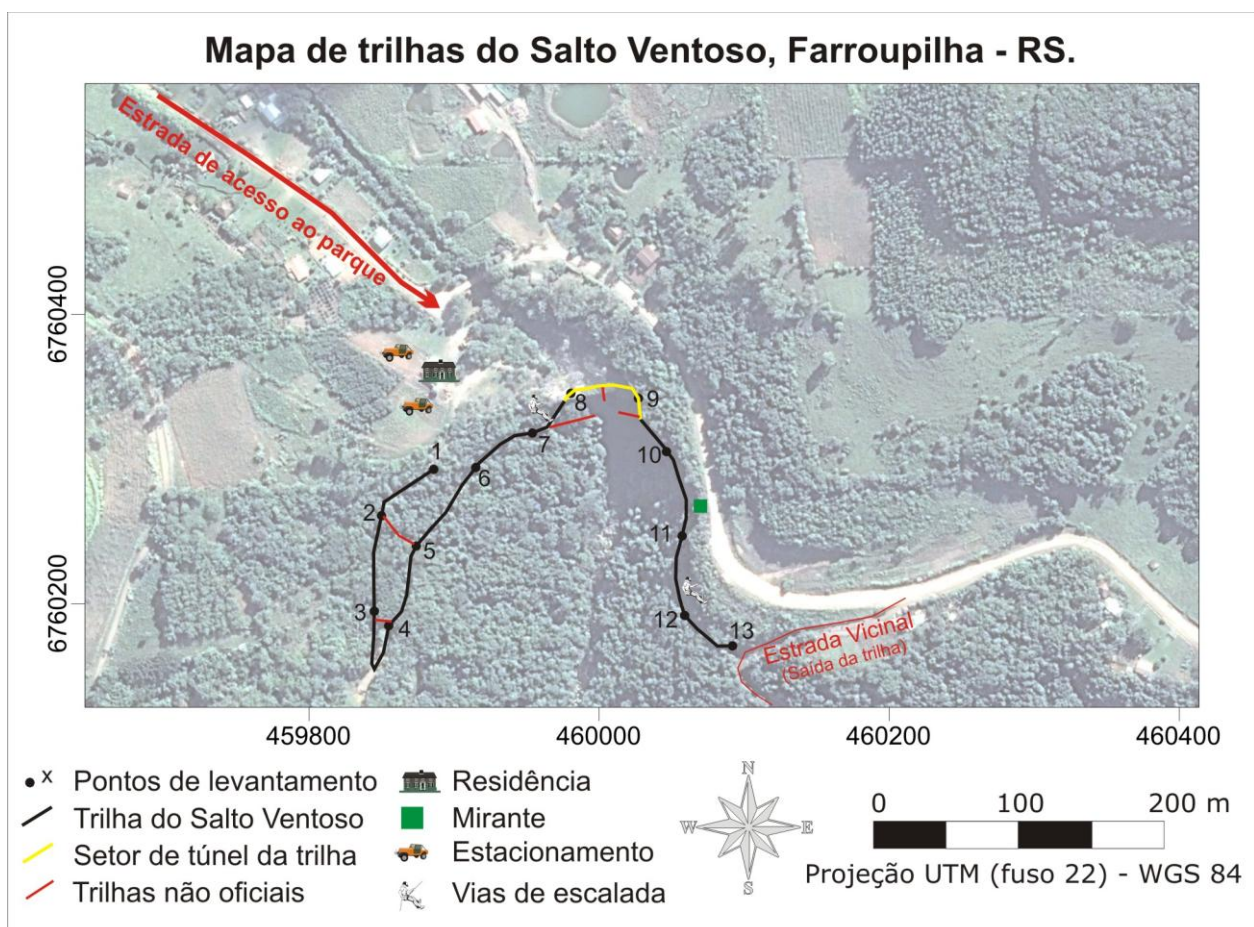 Mapa de trilhas do Salto Ventoso, Farroupilha - RS.
Estrada de acesso ao parque
6760400
6760200
1
2
3
4
5
6
7
8
9
10
11
12
13
Estrada Vicinal
(Saída da trilha)
459800
460000
460200
460400
x Pontos de levantamento
Trilha do Salto Ventoso
Setor de túnel da trilha
Trilhas não oficiais
Residência
Mirante
Estacionamento
Vias de escalada
N
W
E
S
0 100 200 m
Projeção UTM (fuso 22) - WGS 84